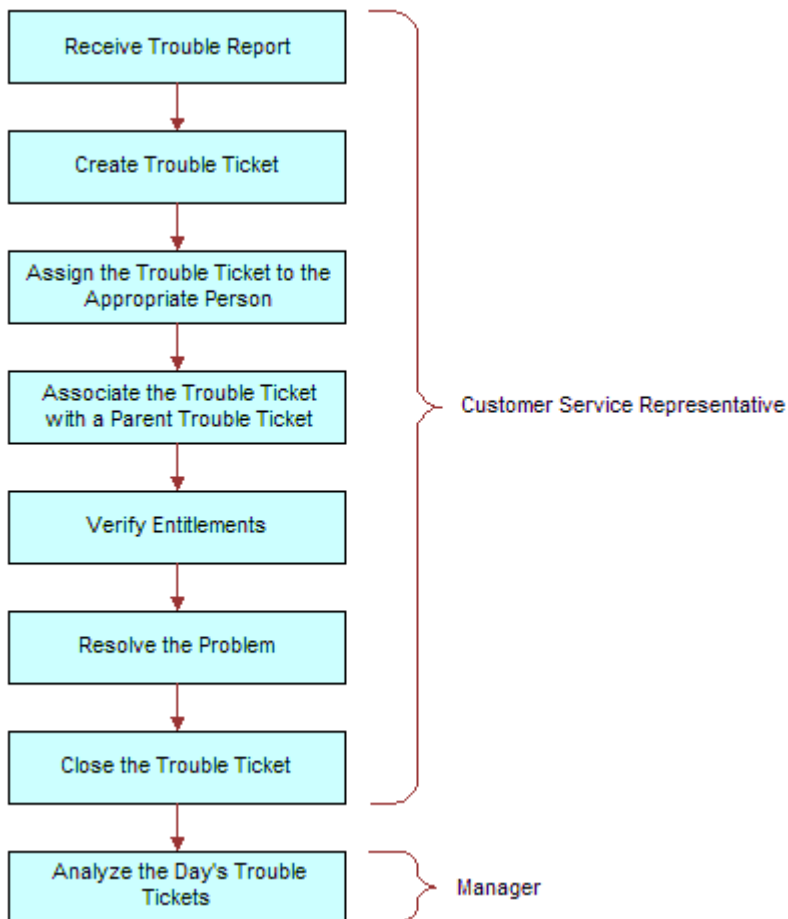 Receive Trouble Report
Create Trouble Ticket
Assign the Trouble Ticket to the
Appropriate Person
Associate the Trouble Ticket
with a Parent Trouble Ticket
Customer Service Representative
Verify Entitlements
Resolve the Problem
Close the Trouble Ticket
Analyze the Day's Trouble
Tickets
Manager